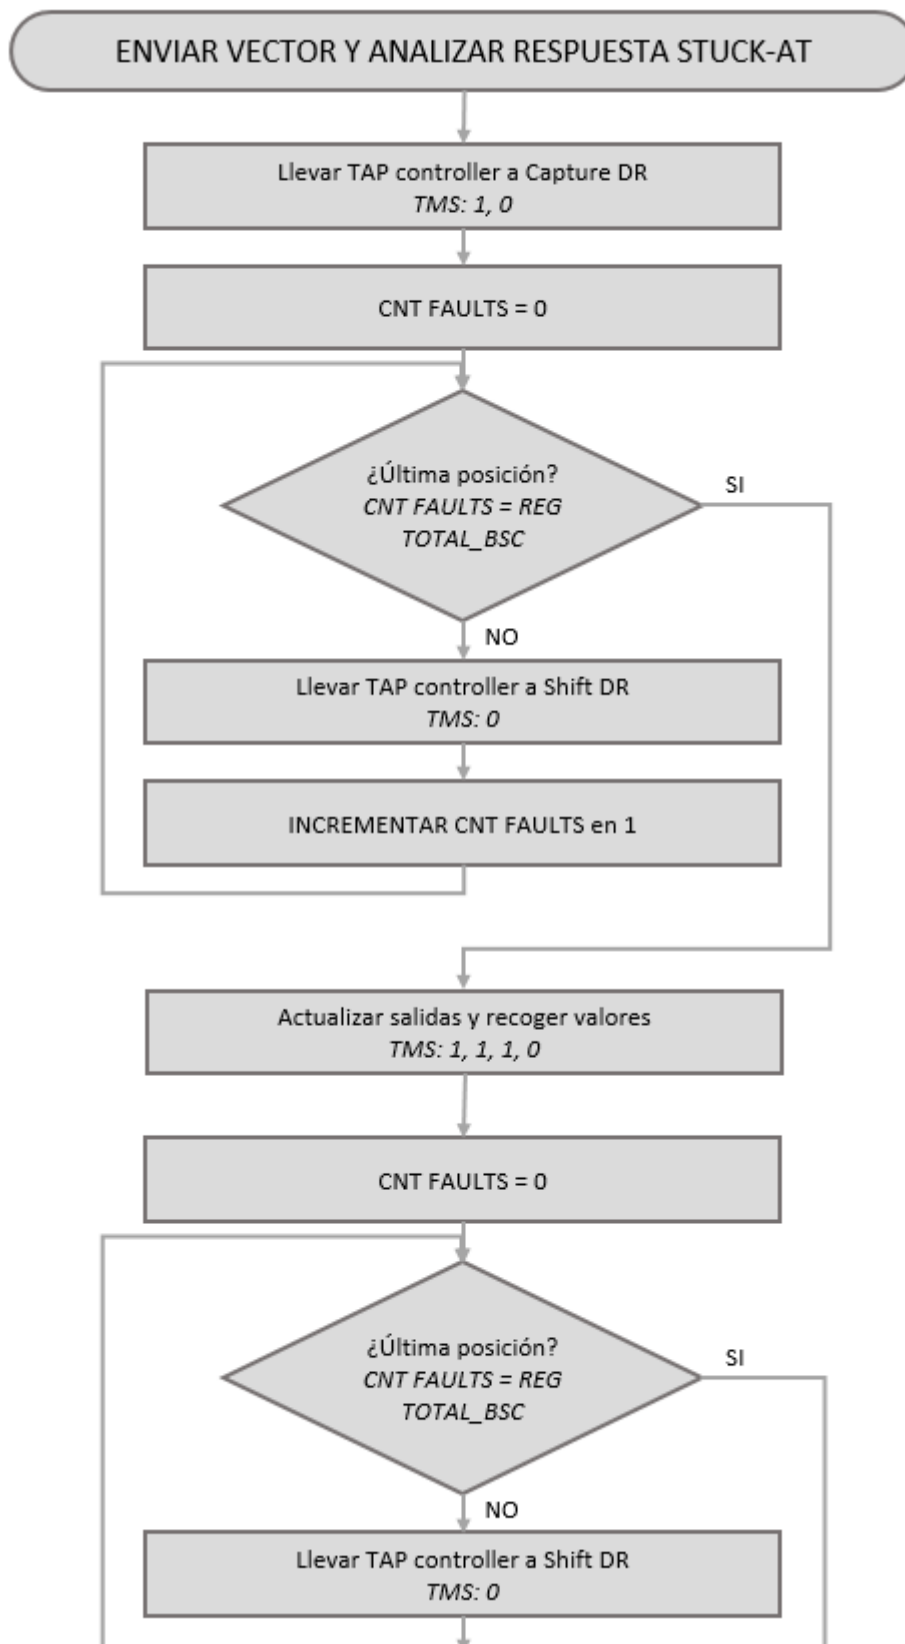 ENVIAR VECTOR Y ANALIZAR RESPUESTA STUCK-AT
Llevar TAP controller a Capture DR
TMS: 1, 0
CNT FAULTS = 0
¿Última posición?
CNT FAULTS = REG
TOTAL_BSC
SI
NO
Llevar TAP controller a Shift DR
TMS: 0
INCREMENTAR CNT FAULTS en 1
Actualizar salidas y recoger valores
TMS: 1, 1, 1, 0
CNT FAULTS = 0
¿Última posición?
CNT FAULTS = REG
TOTAL_BSC
SI
NO
Llevar TAP controller a Shift DR
TMS: 0